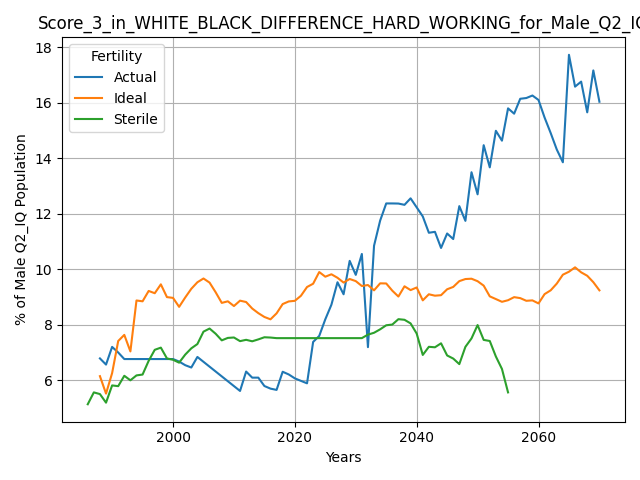 Score_3_in_WHITE_BLACK_DIFFERENCE_HARD_WORKING_for_Male_Q2_IQ
Fertility
Actual
Ideal
Sterile
18
16
14
12
10
8
6
% of Male Q2_IQ Population
2000
2020
2040
2060
Years